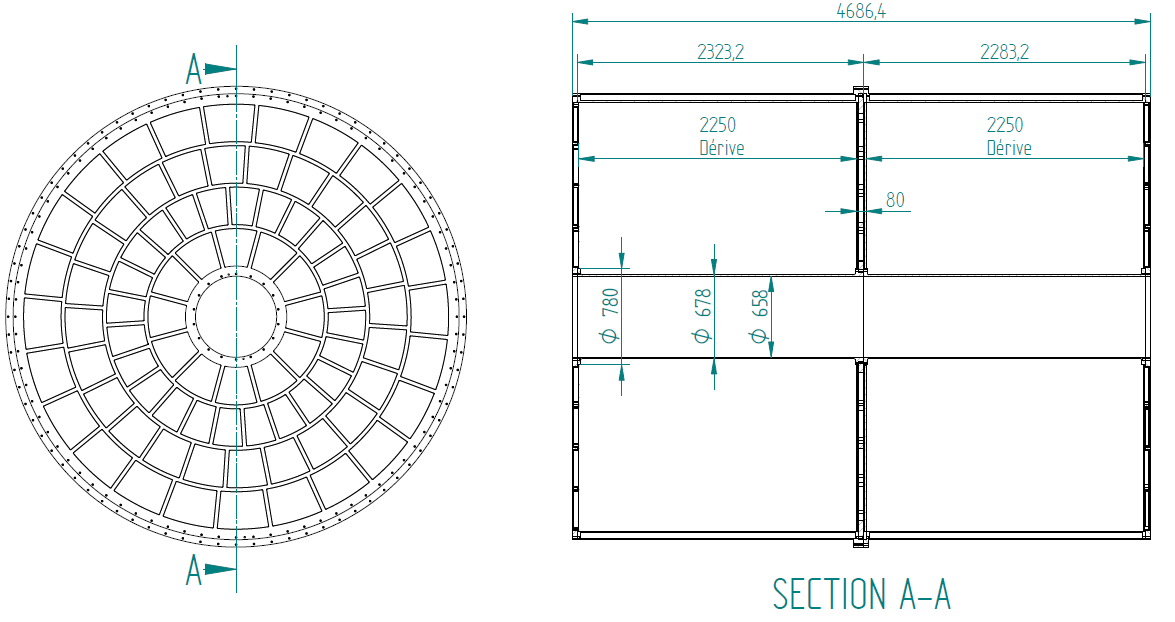 A
A
4686,4
2323,2
2283,2
2250
Dérive
2250
Dérive
80
ϕ 780
ϕ 678
ϕ 658
SECTION A-A